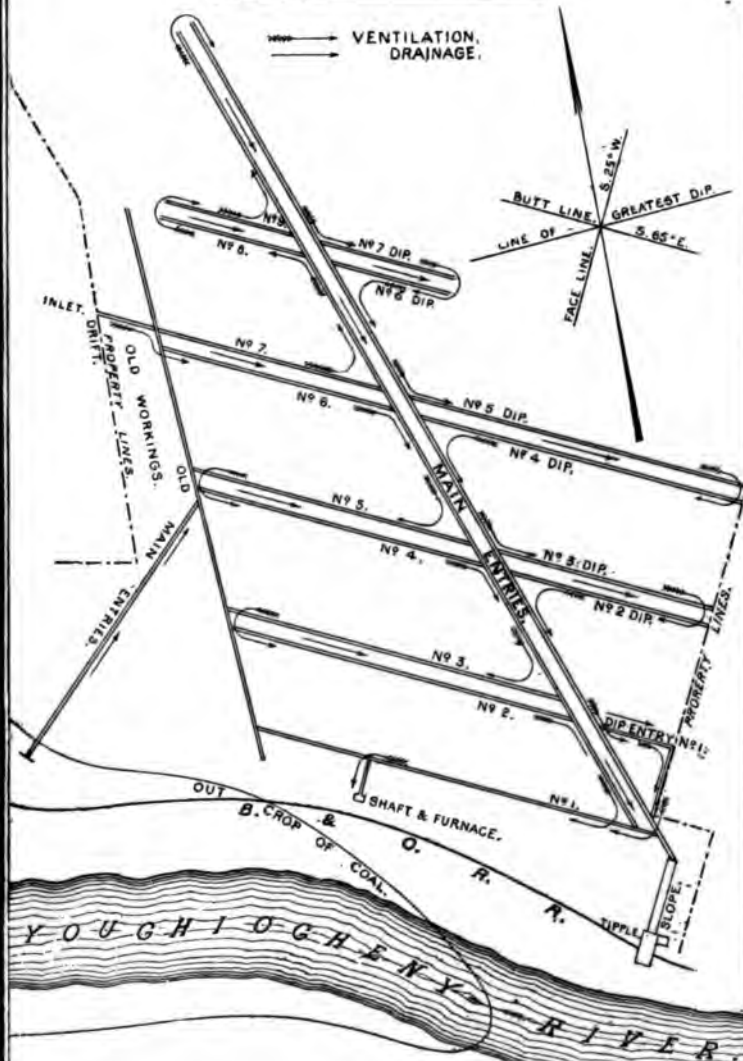 VENTILATION.
DRAINAGE.
S.25°W.
BUTT LINE.
GREATEST DIP.
LINE OF
S.65°E.
FACE LINE.
Nº 9.
Nº 8.
Nº 7 DIP.
Nº 6 DIP.
INLET. DRIFT.
PROPERTY LINES.
OLD WORKINGS.
OLD
MAIN
ENTRIES.
Nº 7.
Nº 6.
Nº 5 DIP.
Nº 4 DIP.
MAIN ENTRIES.
Nº 5.
Nº 4.
Nº 3 DIP.
Nº 2 DIP.
PROPERTY LINES.
Nº 3.
Nº 2.
DIP ENTRY Nº 1.
Nº 1.
SHAFT & FURNACE.
OUT CROP OF COAL.
B. & O. R. R.
TIPPLE
SLOPE.
YOUGHIOGHENY RIVER